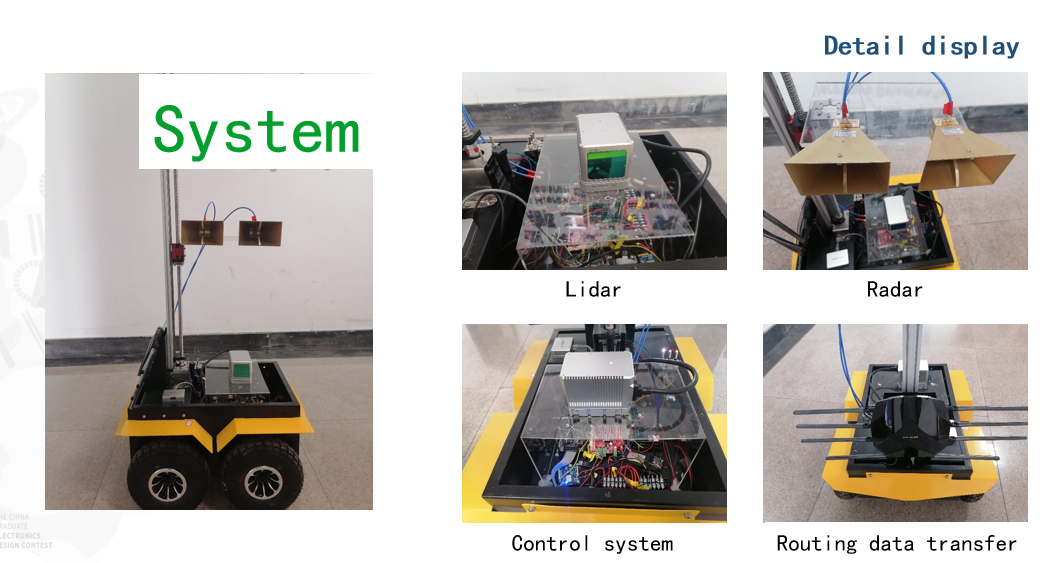 Detail display
System
Lidar
Radar
Control system
Routing data transfer
HE CHINA
RADUATE
LECTRONICS
ESIGN CONTEST